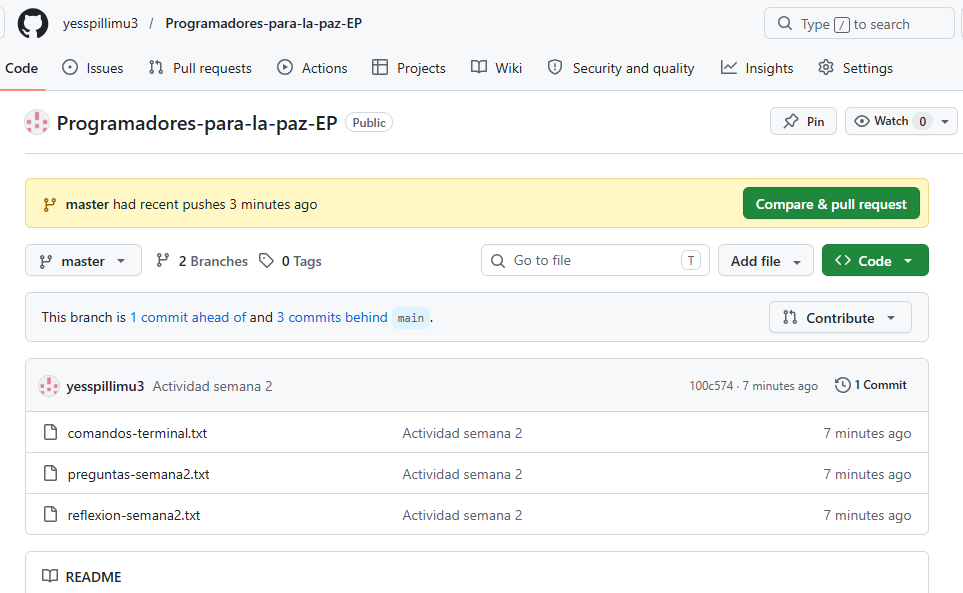 yesspillimu3 / Programadores-para-la-paz-EP Type / to search
Code Issues Pull requests Actions Projects Wiki Security and quality Insights Settings
Programadores-para-la-paz-EP Public Pin Watch 0
master had recent pushes 3 minutes ago Compare & pull request
master 2 Branches 0 Tags Go to file T Add file Code
This branch is 1 commit ahead of and 3 commits behind main . Contribute
yesspillimu3 Actividad semana 2 100c574 · 7 minutes ago 1 Commit
comandos-terminal.txt Actividad semana 2 7 minutes ago
preguntas-semana2.txt Actividad semana 2 7 minutes ago
reflexion-semana2.txt Actividad semana 2 7 minutes ago
README